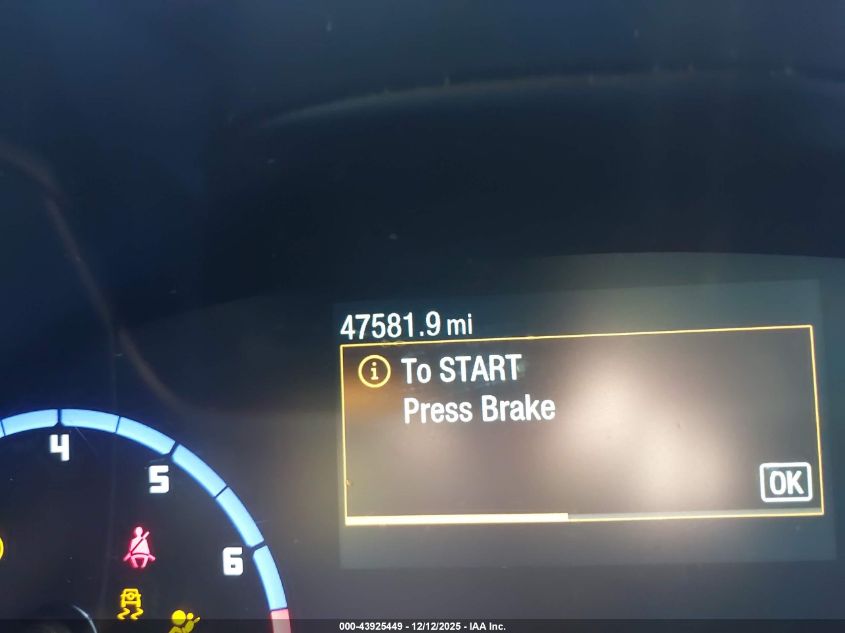 47581.9 mi
To START
Press Brake
OK
4
5
6
000-43925449 - 12/12/2025 - IAA Inc.